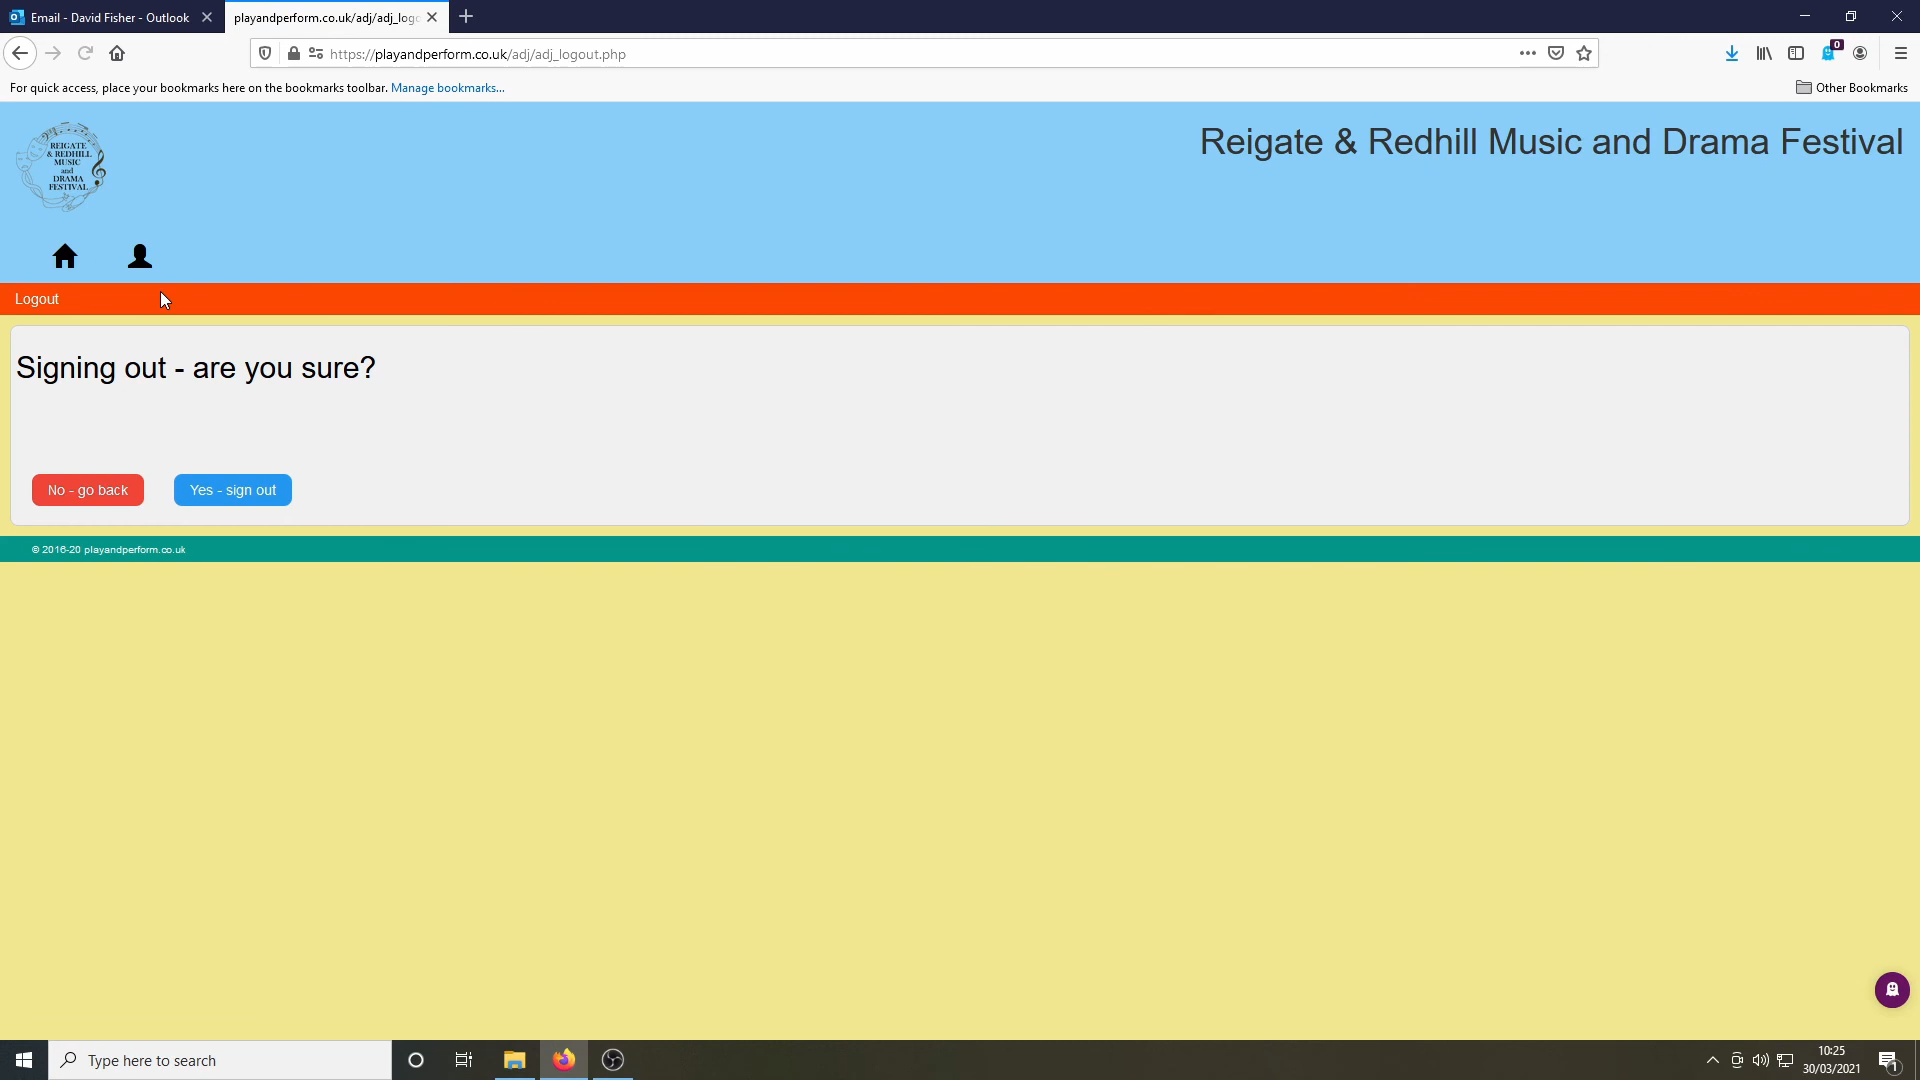 Email - David Fisher - Outlook
playandperform.co.uk/adj/adj_logo
https://playandperform.co.uk/adj/adj_logout.php
0
For quick access, place your bookmarks here on the bookmarks toolbar. Manage bookmarks...
Other Bookmarks
REIGATE
& REDHILL
MUSIC
and
DRAMA
FESTIVAL
Reigate & Redhill Music and Drama Festival
Logout
Signing out - are you sure?
No - go back
Yes - sign out
© 2016-20 playandperform.co.uk
Type here to search
10:25
30/03/2021
1